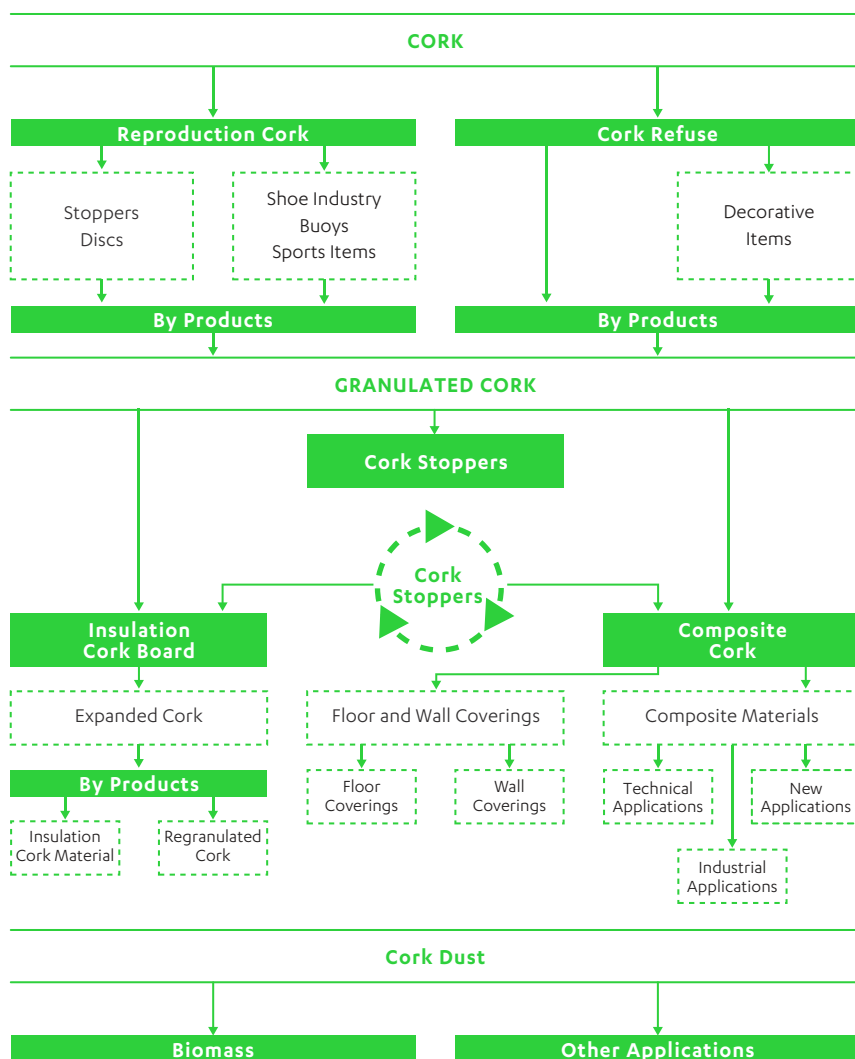 CORK
Reproduction Cork
Cork Refuse
Stoppers
Discs
Shoe Industry
Buoys
Sports Items
Decorative
Items
By Products
By Products
GRANULATED CORK
Cork Stoppers
Cork
Stoppers
Insulation
Cork Board
Composite
Cork
Expanded Cork
Floor and Wall Coverings
Composite Materials
By Products
Floor
Coverings
Wall
Coverings
Technical
Applications
New
Applications
Insulation
Cork Material
Regranulated
Cork
Industrial
Applications
Cork Dust
Biomass
Other Applications